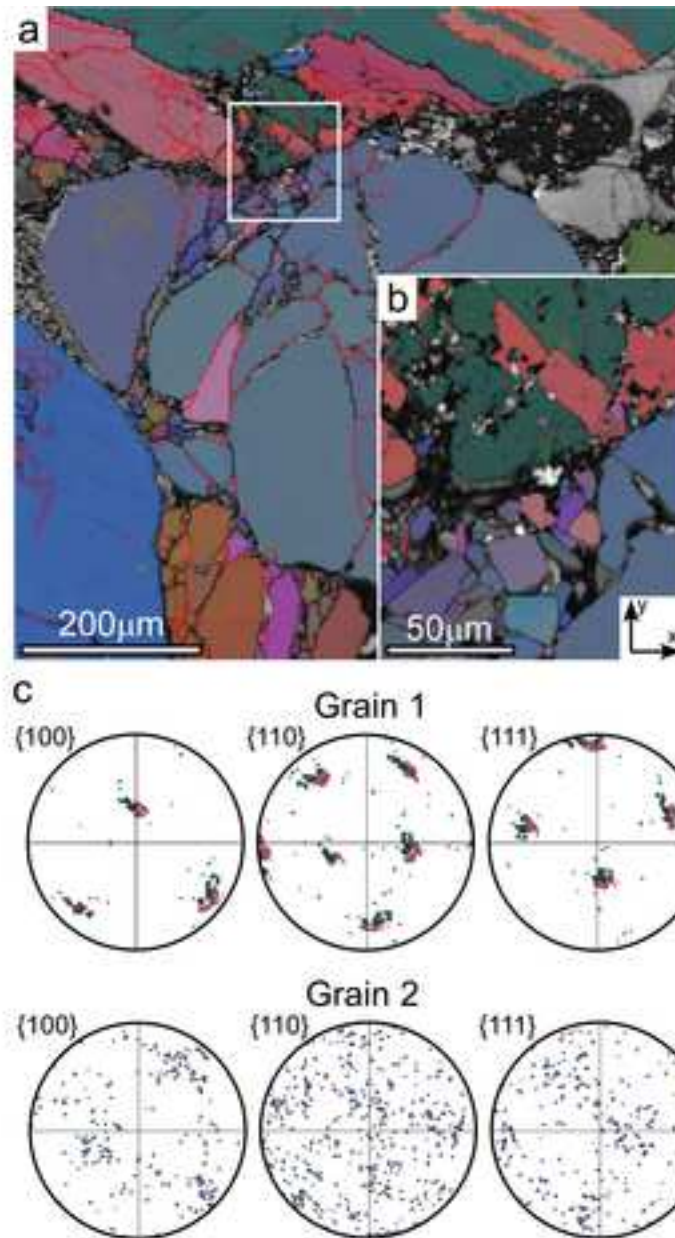 a
b
200µm
50µm
y
x
c
Grain 1
{100}
{110}
{111}
Grain 2
{100}
{110}
{111}